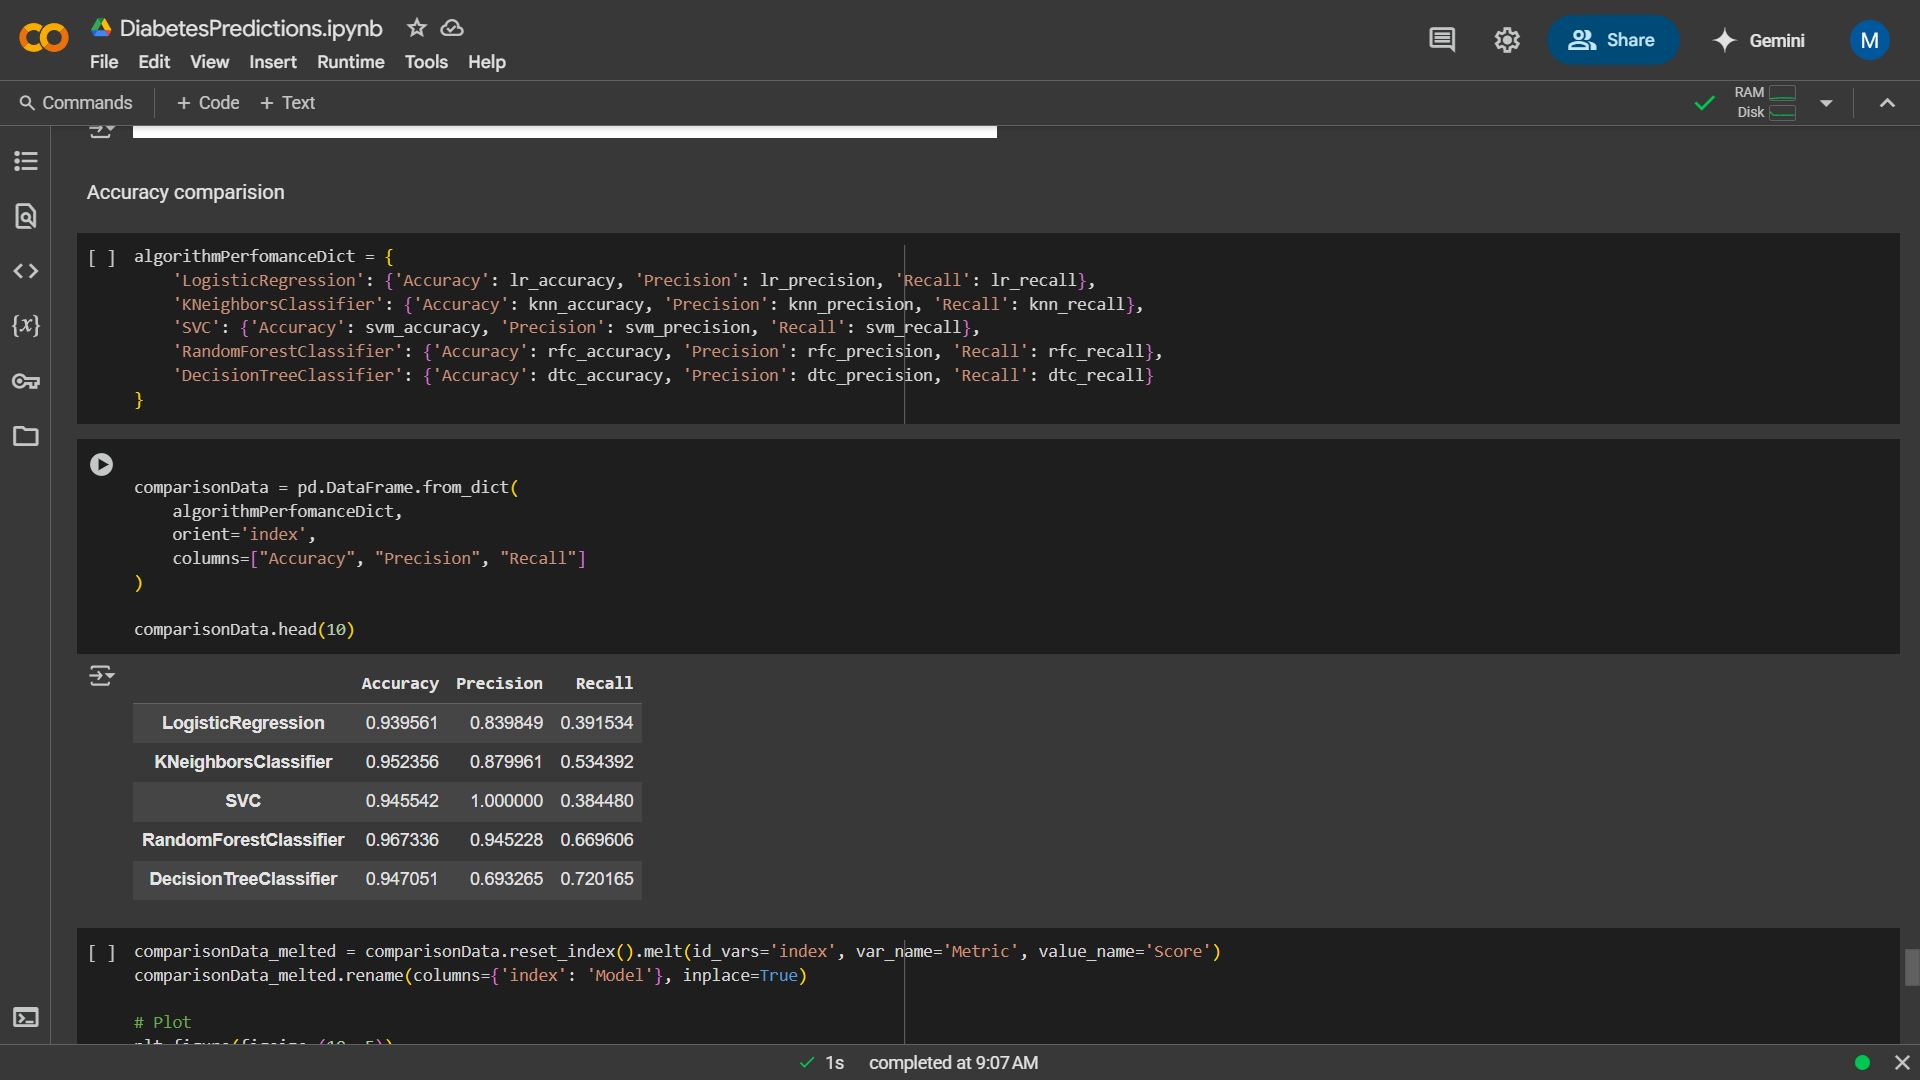 DiabetesPredictions.ipynb
File Edit View Insert Runtime Tools Help
Share
Gemini
M
Commands + Code + Text
RAM
Disk
Accuracy comparision
[ ] algorithmPerfomanceDict = {
    'LogisticRegression': {'Accuracy': lr_accuracy, 'Precision': lr_precision, 'Recall': lr_recall},
    'KNeighborsClassifier': {'Accuracy': knn_accuracy, 'Precision': knn_precision, 'Recall': knn_recall},
    'SVC': {'Accuracy': svm_accuracy, 'Precision': svm_precision, 'Recall': svm_recall},
    'RandomForestClassifier': {'Accuracy': rfc_accuracy, 'Precision': rfc_precision, 'Recall': rfc_recall},
    'DecisionTreeClassifier': {'Accuracy': dtc_accuracy, 'Precision': dtc_precision, 'Recall': dtc_recall}
}
comparisonData = pd.DataFrame.from_dict(
    algorithmPerfomanceDict,
    orient='index',
    columns=["Accuracy", "Precision", "Recall"]
)
comparisonData.head(10)
Accuracy Precision Recall
LogisticRegression 0.939561 0.839849 0.391534
KNeighborsClassifier 0.952356 0.879961 0.534392
SVC 0.945542 1.000000 0.384480
RandomForestClassifier 0.967336 0.945228 0.669606
DecisionTreeClassifier 0.947051 0.693265 0.720165
[ ] comparisonData_melted = comparisonData.reset_index().melt(id_vars='index', var_name='Metric', value_name='Score')
comparisonData_melted.rename(columns={'index': 'Model'}, inplace=True)
# Plot
1s completed at 9:07 AM